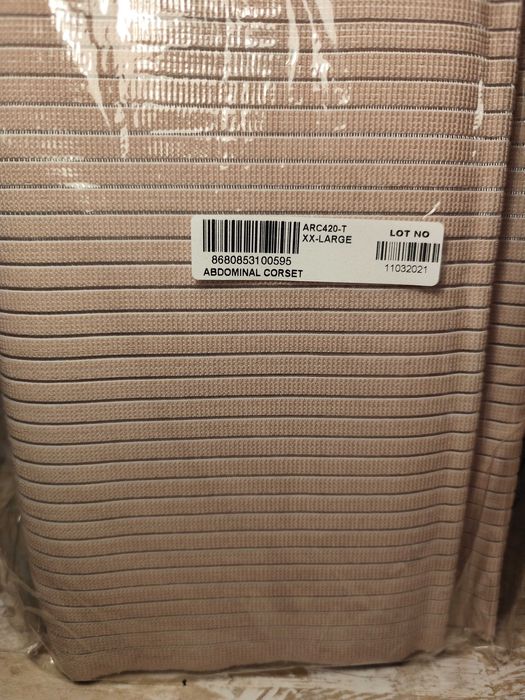 ARC420-T
XX-LARGE
8680853100595
ABDOMINAL CORSET
LOT NO
11032021